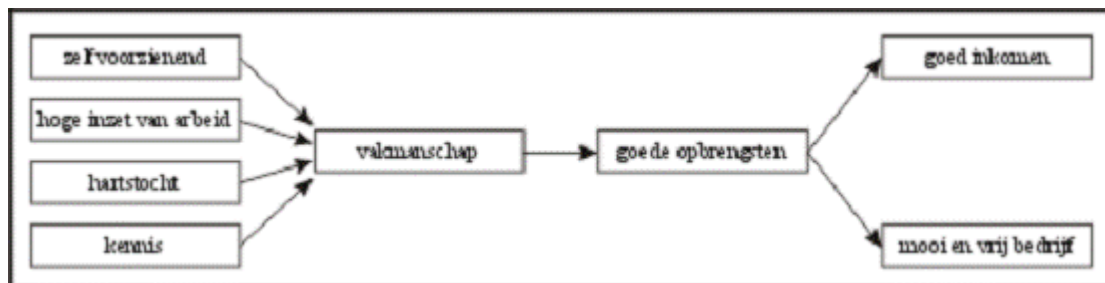 zelfvoorzienend
hoge inzet van arbeid
hartstocht
kennis
vakmanschap
goede opbrengsten
goed inkomen
mooi en vrij bedrijf